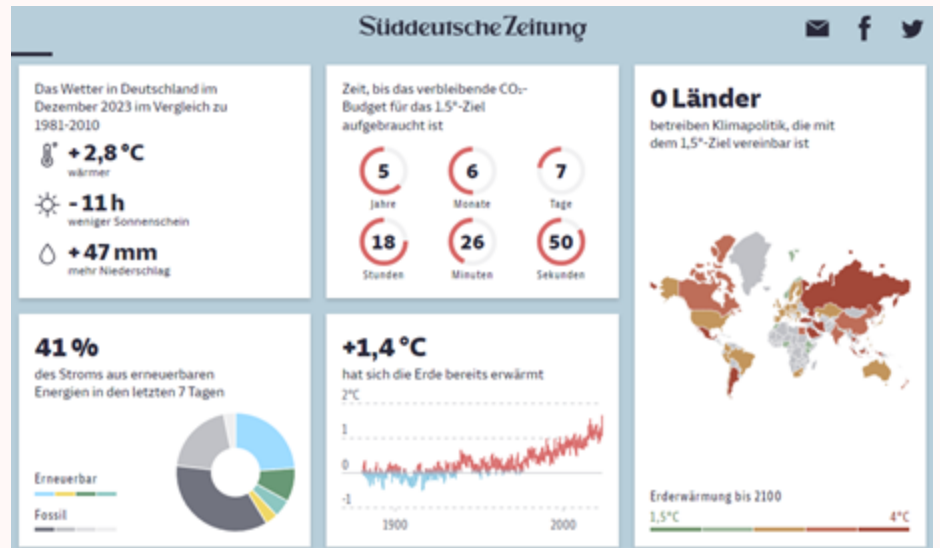 Süddeutsche Zeitung
Das Wetter in Deutschland im
Dezember 2023 im Vergleich zu
1981-2010
+2,8 °C
wärmer
-11 h
weniger Sonnenschein
+47 mm
mehr Niederschlag
Zeit, bis das verbleibende CO₂-
Budget für das 1.5°-Ziel
aufgebraucht ist
5
6
7
Jahre
Monate
Tage
18
26
50
Stunden
Minuten
Sekunden
0 Länder
betreiben Klimapolitik, die mit
dem 1,5°-Ziel vereinbar ist
Erderwärmung bis 2100
1,5°C
4°C
41 %
des Stroms aus erneuerbaren
Energien in den letzten 7 Tagen
Erneuerbar
Fossil
+1,4 °C
hat sich die Erde bereits erwärmt
2°C
1
0
-1
1900
2000